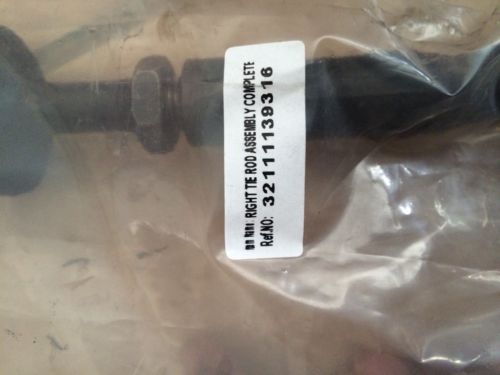 RIGHT TIE ROD ASSEMBLY COMPLETE
Ref.NO: 32111139316